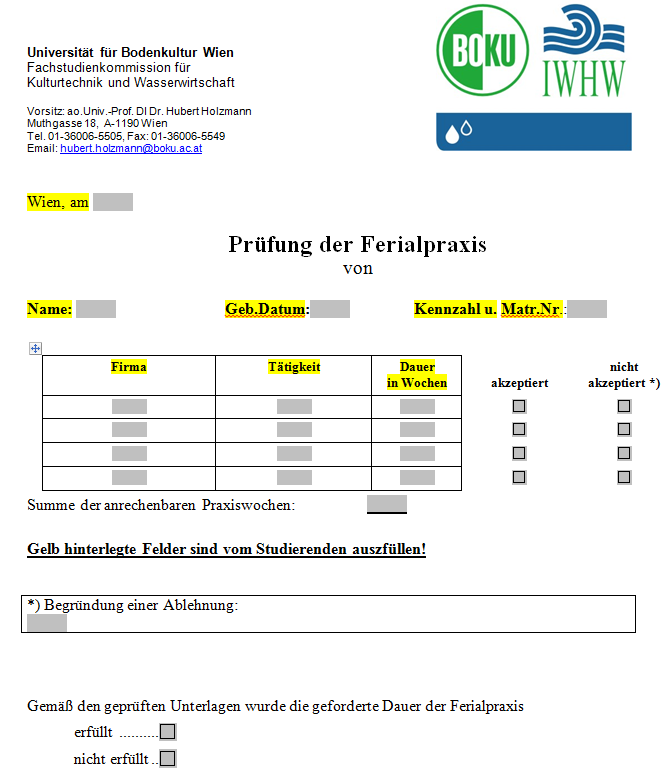 Universität für Bodenkultur Wien
Fachstudienkommission für
Kulturtechnik und Wasserwirtschaft
Vorsitz: ao.Univ.-Prof. DI Dr. Hubert Holzmann
Muthgasse 18, A-1190 Wien
Tel. 01-36006-5505, Fax: 01-36006-5549
Email: hubert.holzmann@boku.ac.at
BOKU
IWHW
Wien, am
Prüfung der Ferialpraxis
von
Name: Geb.Datum: Kennzahl u. Matr.Nr.:
Firma Tätigkeit Dauer nicht
in Wochen akzeptiert akzeptiert *)
Summe der anrechenbaren Praxiswochen:
Gelb hinterlegte Felder sind vom Studierenden auszfüllen!
*) Begründung einer Ablehnung:
Gemäß den geprüften Unterlagen wurde die geforderte Dauer der Ferialpraxis
erfüllt ..........
nicht erfüllt ..